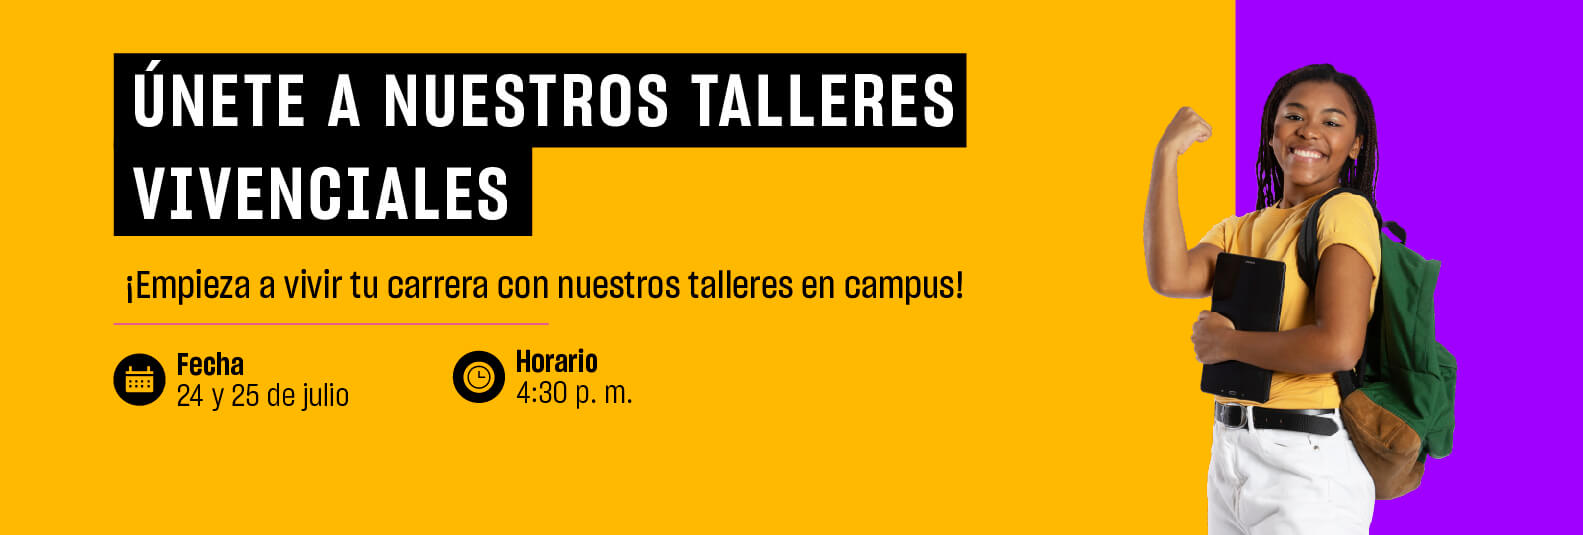 ÚNETE A NUESTROS TALLERES
VIVENCIALES
¡Empieza a vivir tu carrera con nuestros talleres en campus!
Fecha
24 y 25 de julio
Horario
4:30 p. m.